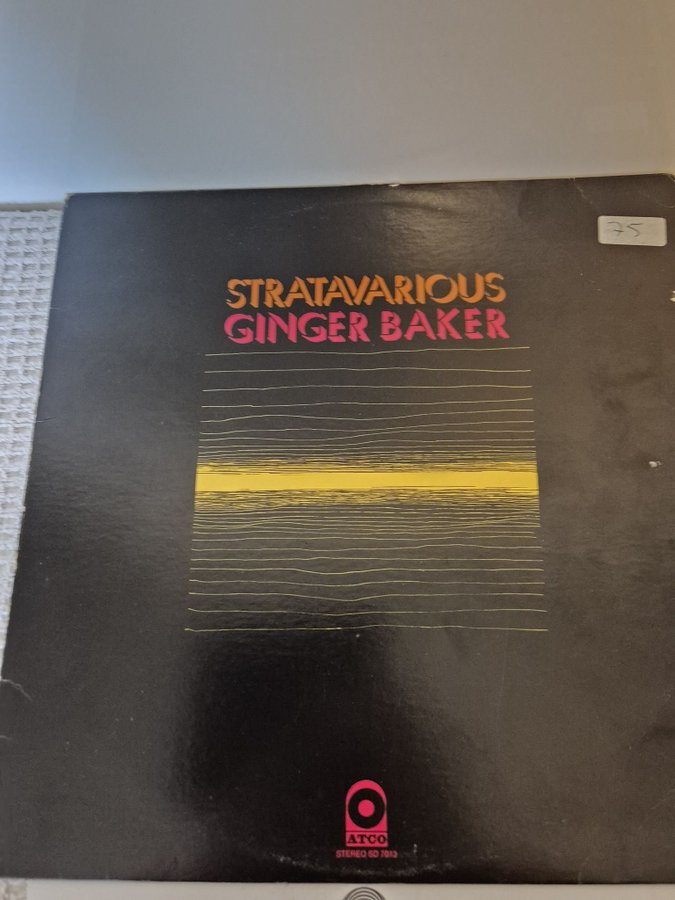 75
STRATAVARIOUS
GINGER BAKER
ATCO
STEREO SD 7013